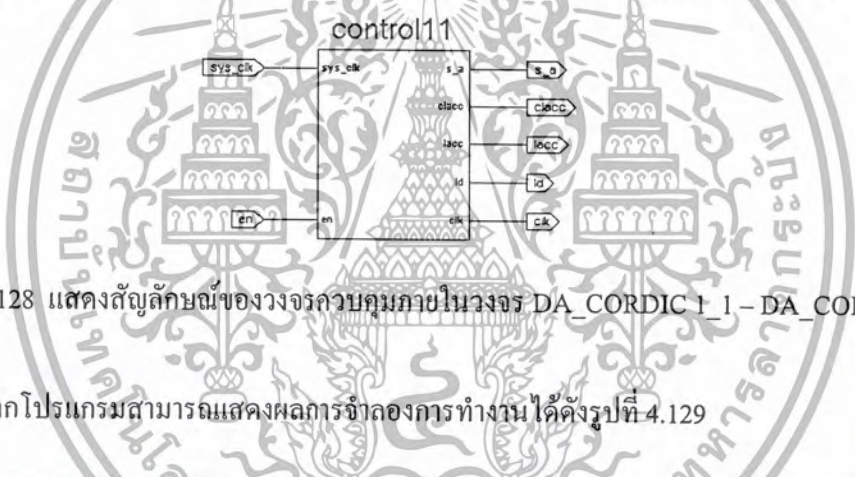 control11
sys_clk sys_clk s_a s_a
clacc clacc
lacc lacc
ld ld
en en clk clk
128 แสดงสัญลักษณ์ของวงจรควบคุมภายในวงจร DA_CORDIC 1_1 – DA_COI
กโปรแกรมสามารถแสดงผลการจำลองการทำงานได้ดังรูปที่ 4.129